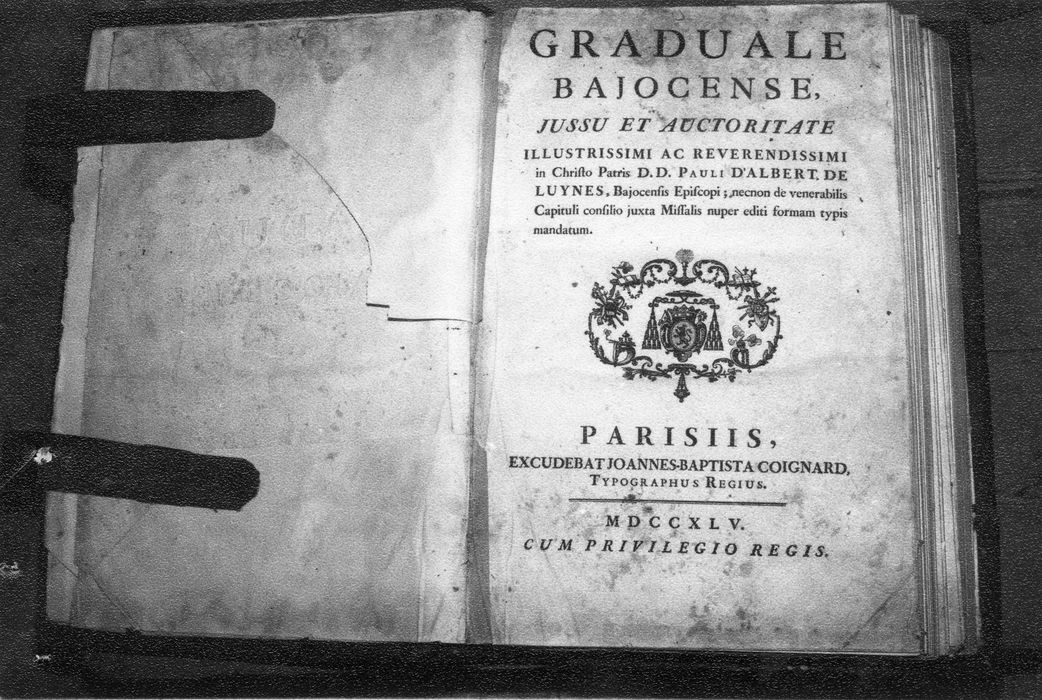 GRADUALE
BAJOCENSE,
JUSSU ET AUCTORITATE
ILLUSTRISSIMI AC REVERENDISSIMI
in Chriſto Patris D.D. PAULI D'ALBERT, DE
LUYNES, Bajocenſis Epiſcopi ; necnon de venerabilis
Capituli conſilio juxta Miſſalis nuper editi formam typis
mandatum.
PARISIIS,
EXCUDEBAT JOANNES-BAPTISTA COIGNARD,
TYPOGRAPHUS REGIUS.
MDCCXLV.
CUM PRIVILEGIO REGIS.